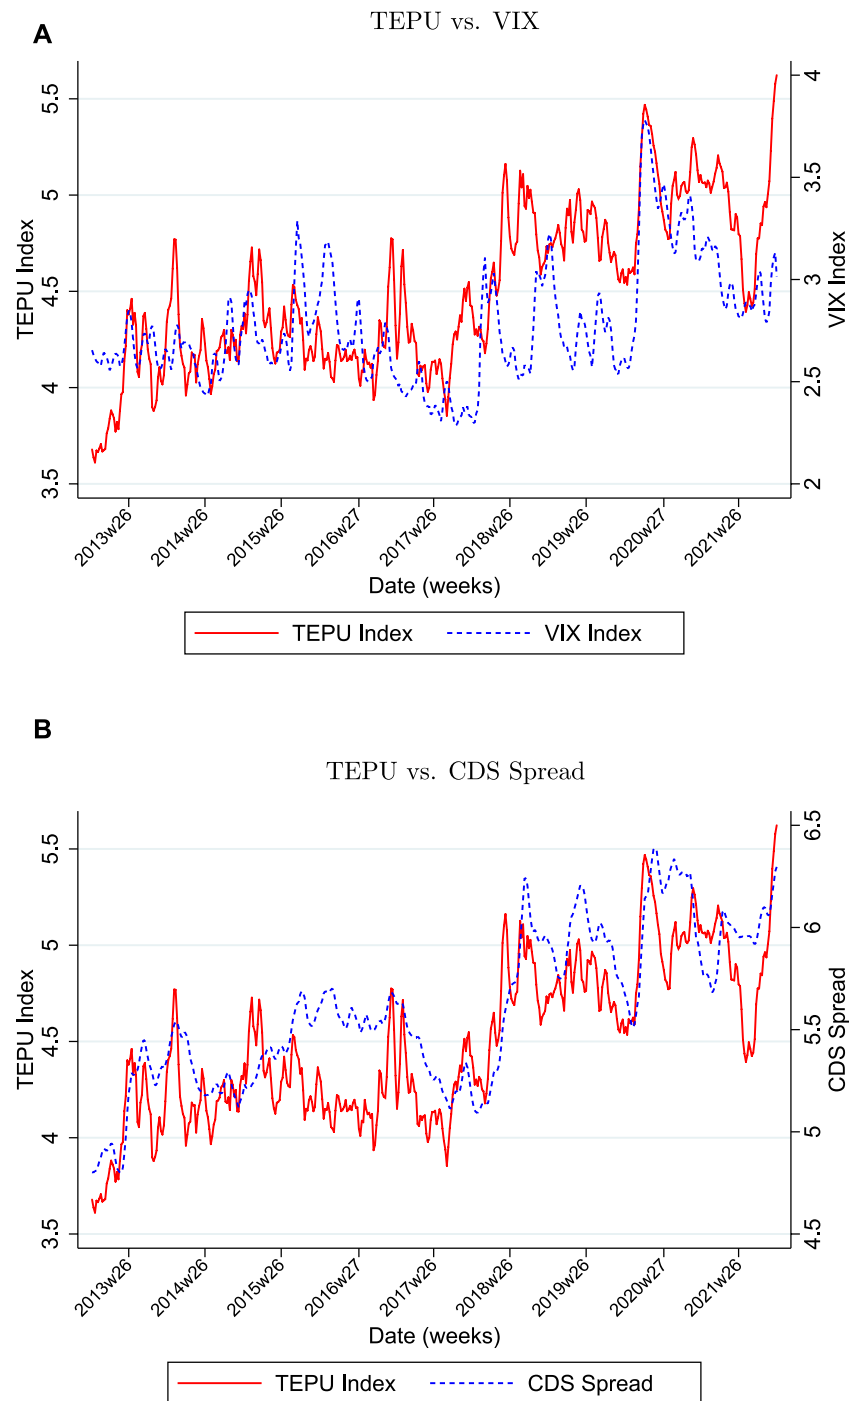 A
TEPU vs. VIX
TEPU Index
3.5 4 4.5 5 5.5
2 2.5 3 3.5 4
VIX Index
2013w26 2014w26 2015w26 2016w27 2017w26 2018w26 2019w26 2020w27 2021w26
Date (weeks)
TEPU Index VIX Index
B
TEPU vs. CDS Spread
TEPU Index
3.5 4 4.5 5 5.5
4.5 5 5.5 6 6.5
CDS Spread
2013w26 2014w26 2015w26 2016w27 2017w26 2018w26 2019w26 2020w27 2021w26
Date (weeks)
TEPU Index CDS Spread